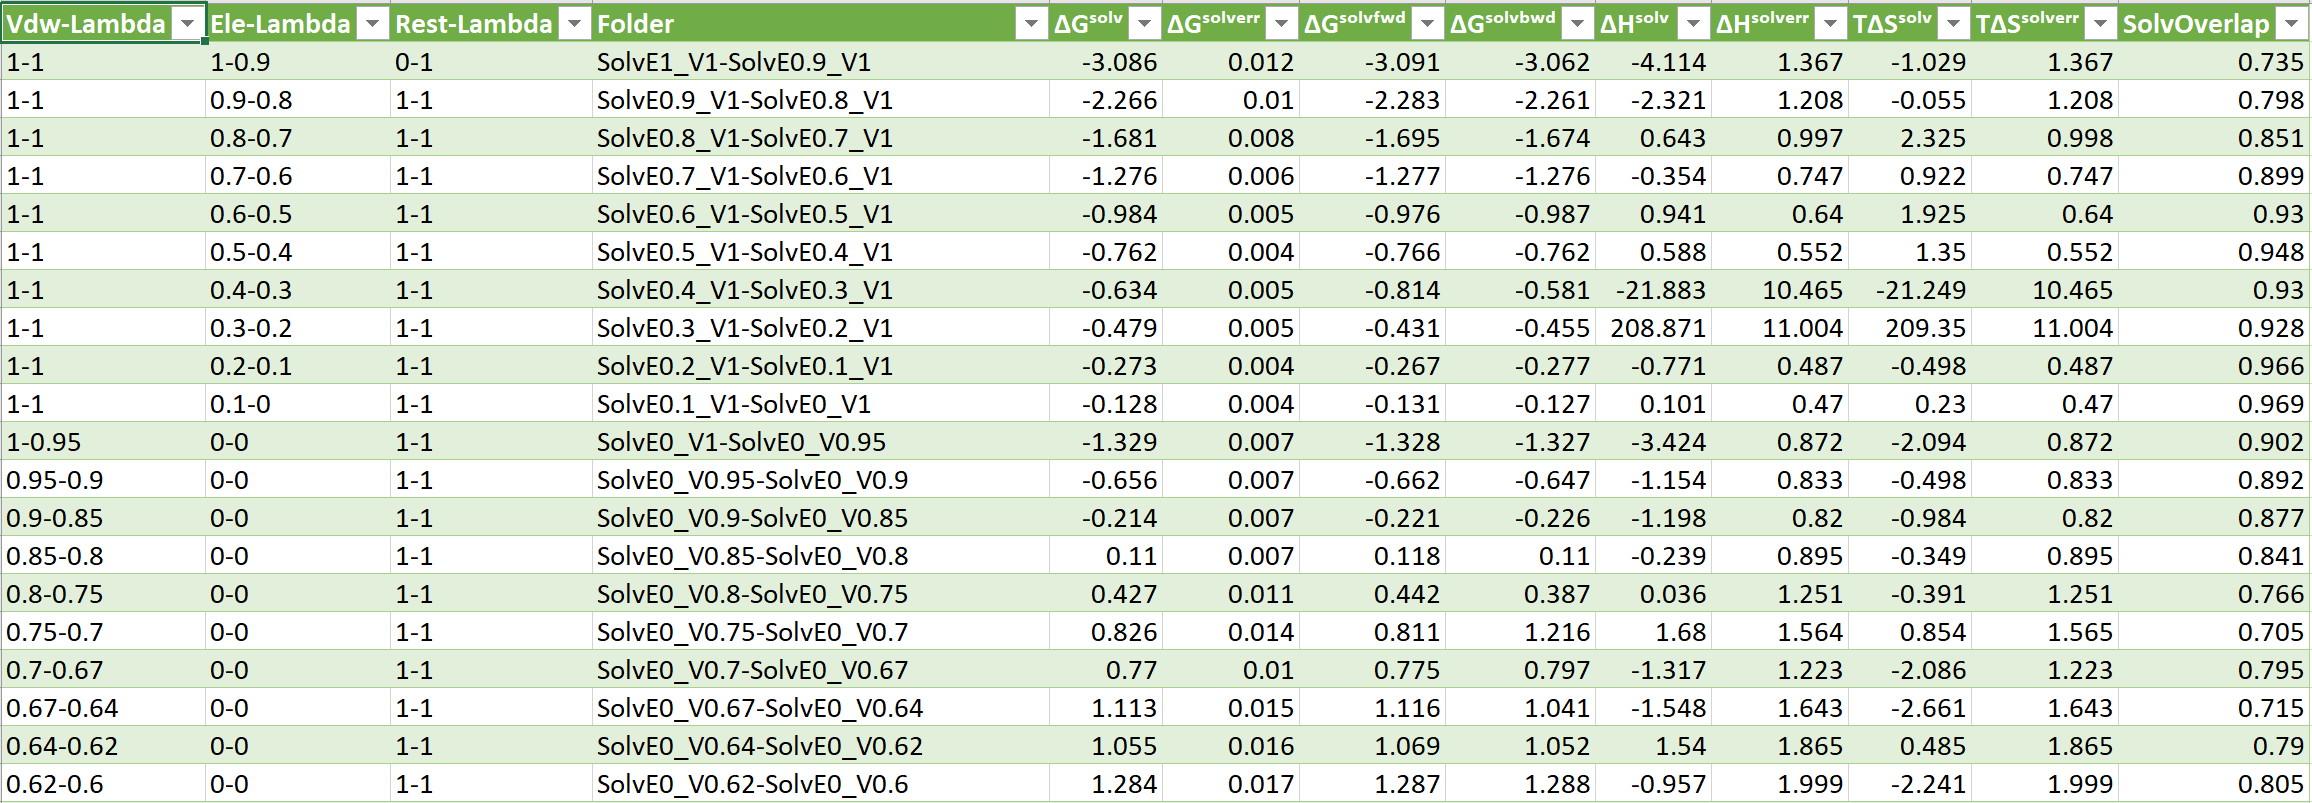 Vdw-Lambda Ele-Lambda Rest-Lambda Folder ΔGsolv ΔGsolverr ΔGsolvfwd ΔGsolvbwd ΔHsolv ΔHsolverr TΔSsolv TΔSsolverr SolvOverlap
1-1 1-0.9 0-1 SolvE1_V1-SolvE0.9_V1 -3.086 0.012 -3.091 -3.062 -4.114 1.367 -1.029 1.367 0.735
1-1 0.9-0.8 1-1 SolvE0.9_V1-SolvE0.8_V1 -2.266 0.01 -2.283 -2.261 -2.321 1.208 -0.055 1.208 0.798
1-1 0.8-0.7 1-1 SolvE0.8_V1-SolvE0.7_V1 -1.681 0.008 -1.695 -1.674 0.643 0.997 2.325 0.998 0.851
1-1 0.7-0.6 1-1 SolvE0.7_V1-SolvE0.6_V1 -1.276 0.006 -1.277 -1.276 -0.354 0.747 0.922 0.747 0.899
1-1 0.6-0.5 1-1 SolvE0.6_V1-SolvE0.5_V1 -0.984 0.005 -0.976 -0.987 0.941 0.64 1.925 0.64 0.93
1-1 0.5-0.4 1-1 SolvE0.5_V1-SolvE0.4_V1 -0.762 0.004 -0.766 -0.762 0.588 0.552 1.35 0.552 0.948
1-1 0.4-0.3 1-1 SolvE0.4_V1-SolvE0.3_V1 -0.634 0.005 -0.814 -0.581 -21.883 10.465 -21.249 10.465 0.93
1-1 0.3-0.2 1-1 SolvE0.3_V1-SolvE0.2_V1 -0.479 0.005 -0.431 -0.455 208.871 11.004 209.35 11.004 0.928
1-1 0.2-0.1 1-1 SolvE0.2_V1-SolvE0.1_V1 -0.273 0.004 -0.267 -0.277 -0.771 0.487 -0.498 0.487 0.966
1-1 0.1-0 1-1 SolvE0.1_V1-SolvE0_V1 -0.128 0.004 -0.131 -0.127 0.101 0.47 0.23 0.47 0.969
1-0.95 0-0 1-1 SolvE0_V1-SolvE0_V0.95 -1.329 0.007 -1.328 -1.327 -3.424 0.872 -2.094 0.872 0.902
0.95-0.9 0-0 1-1 SolvE0_V0.95-SolvE0_V0.9 -0.656 0.007 -0.662 -0.647 -1.154 0.833 -0.498 0.833 0.892
0.9-0.85 0-0 1-1 SolvE0_V0.9-SolvE0_V0.85 -0.214 0.007 -0.221 -0.226 -1.198 0.82 -0.984 0.82 0.877
0.85-0.8 0-0 1-1 SolvE0_V0.85-SolvE0_V0.8 0.11 0.007 0.118 0.11 -0.239 0.895 -0.349 0.895 0.841
0.8-0.75 0-0 1-1 SolvE0_V0.8-SolvE0_V0.75 0.427 0.011 0.442 0.387 0.036 1.251 -0.391 1.251 0.766
0.75-0.7 0-0 1-1 SolvE0_V0.75-SolvE0_V0.7 0.826 0.014 0.811 1.216 1.68 1.564 0.854 1.565 0.705
0.7-0.67 0-0 1-1 SolvE0_V0.7-SolvE0_V0.67 0.77 0.01 0.775 0.797 -1.317 1.223 -2.086 1.223 0.795
0.67-0.64 0-0 1-1 SolvE0_V0.67-SolvE0_V0.64 1.113 0.015 1.116 1.041 -1.548 1.643 -2.661 1.643 0.715
0.64-0.62 0-0 1-1 SolvE0_V0.64-SolvE0_V0.62 1.055 0.016 1.069 1.052 1.54 1.865 0.485 1.865 0.79
0.62-0.6 0-0 1-1 SolvE0_V0.62-SolvE0_V0.6 1.284 0.017 1.287 1.288 -0.957 1.999 -2.241 1.999 0.805